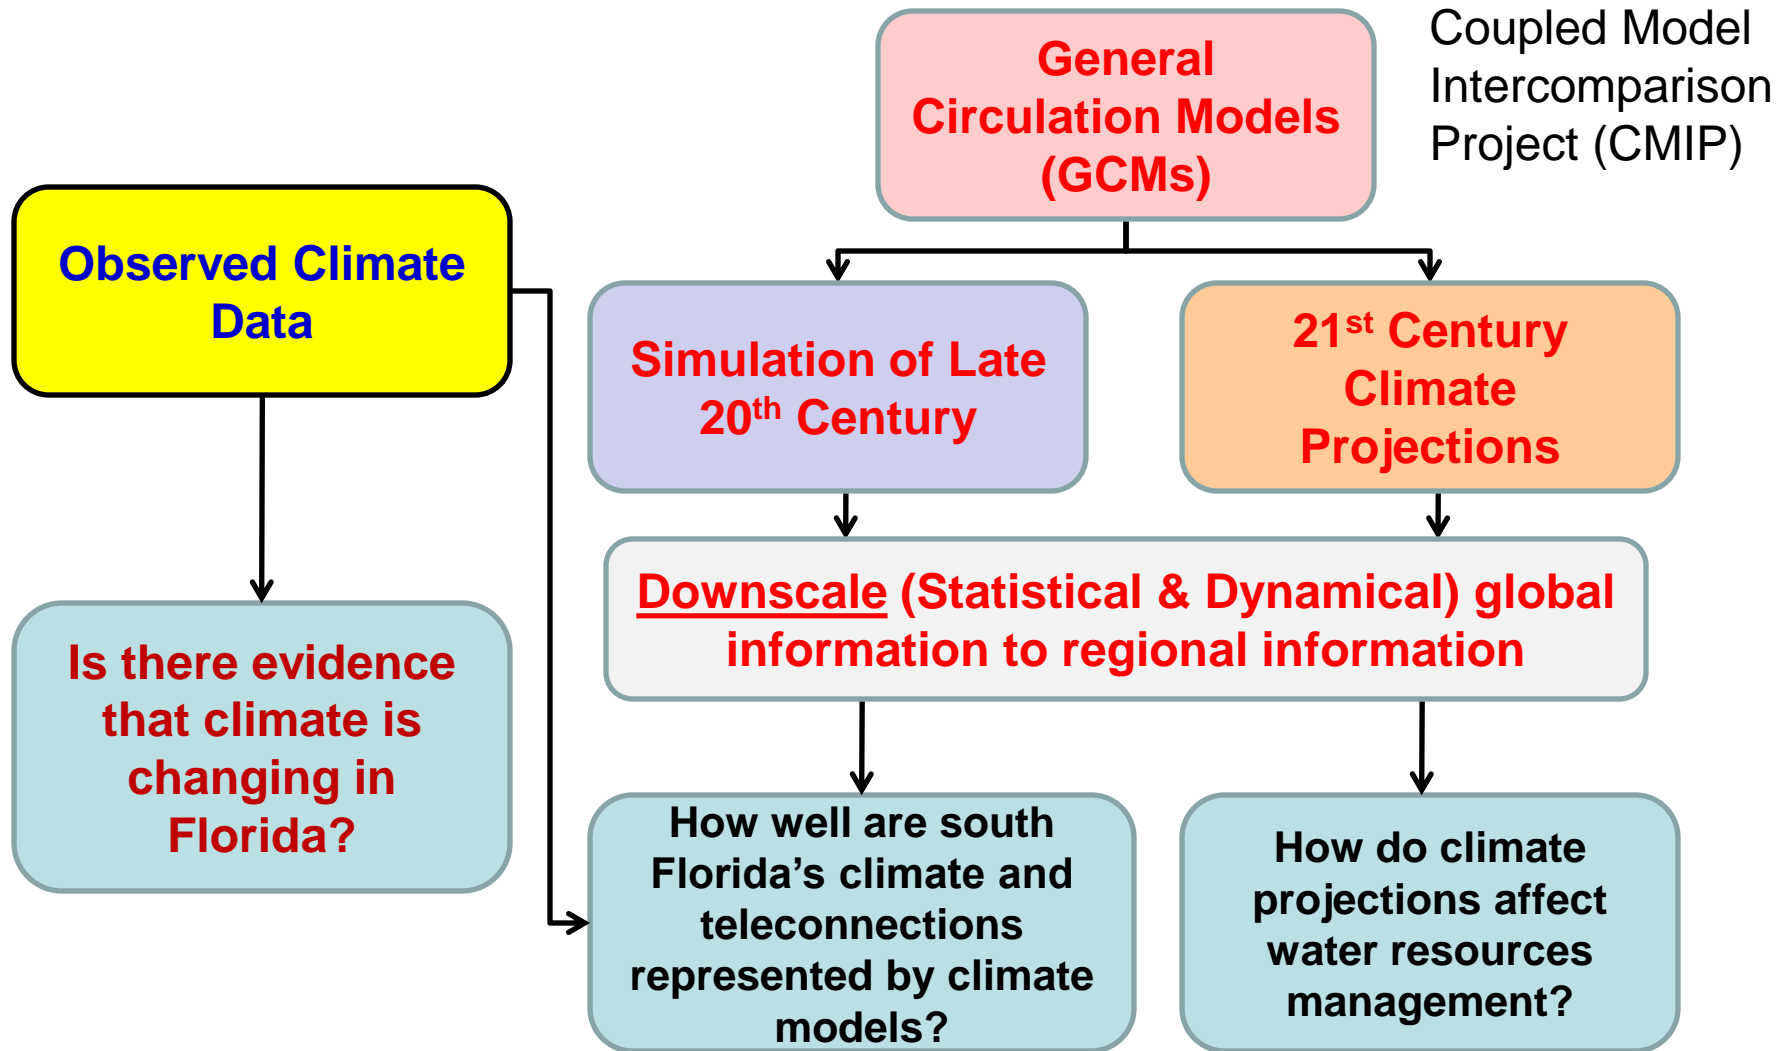 Coupled Model
Intercomparison
Project (CMIP)
General
Circulation Models
(GCMs)
Observed Climate
Data
Simulation of Late
20th Century
21st Century
Climate
Projections
Downscale (Statistical & Dynamical) global
information to regional information
Is there evidence
that climate is
changing in
Florida?
How well are south
Florida’s climate and
teleconnections
represented by climate
models?
How do climate
projections affect
water resources
management?